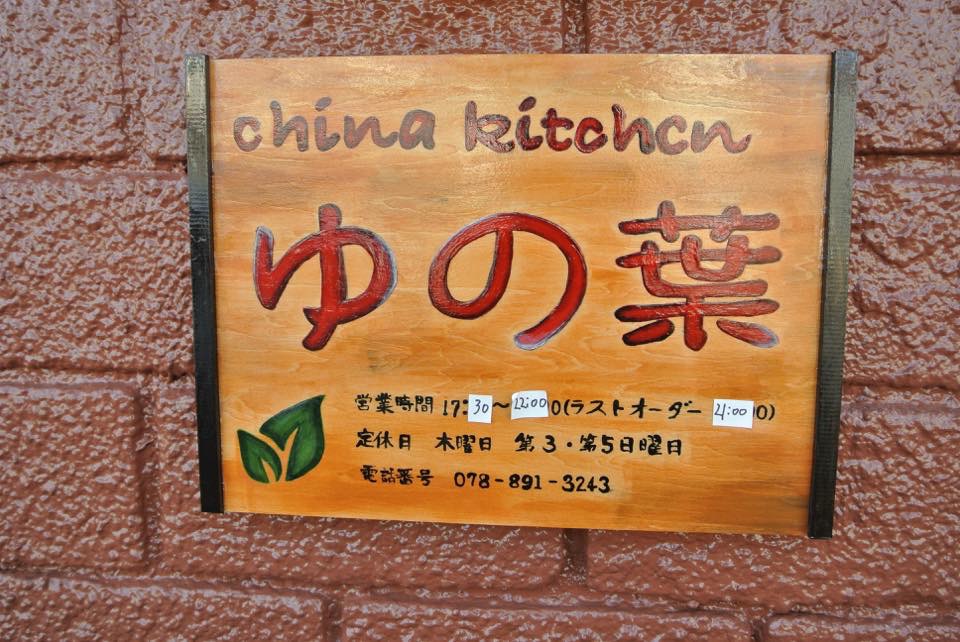 china kitchen
ゆの葉
営業時間 17:30～22:00(ラストオーダー 21:00)
定休日 木曜日 第3・第5日曜日
電話番号 078-891-3243